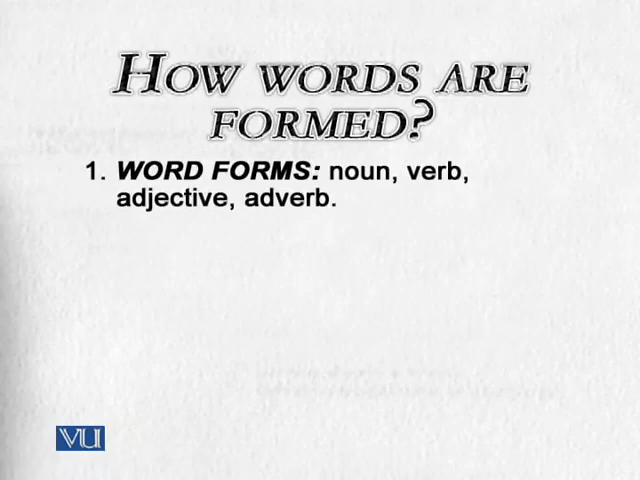 HOW WORDS ARE
FORMED?
1. WORD FORMS: noun, verb,
adjective, adverb.
VU